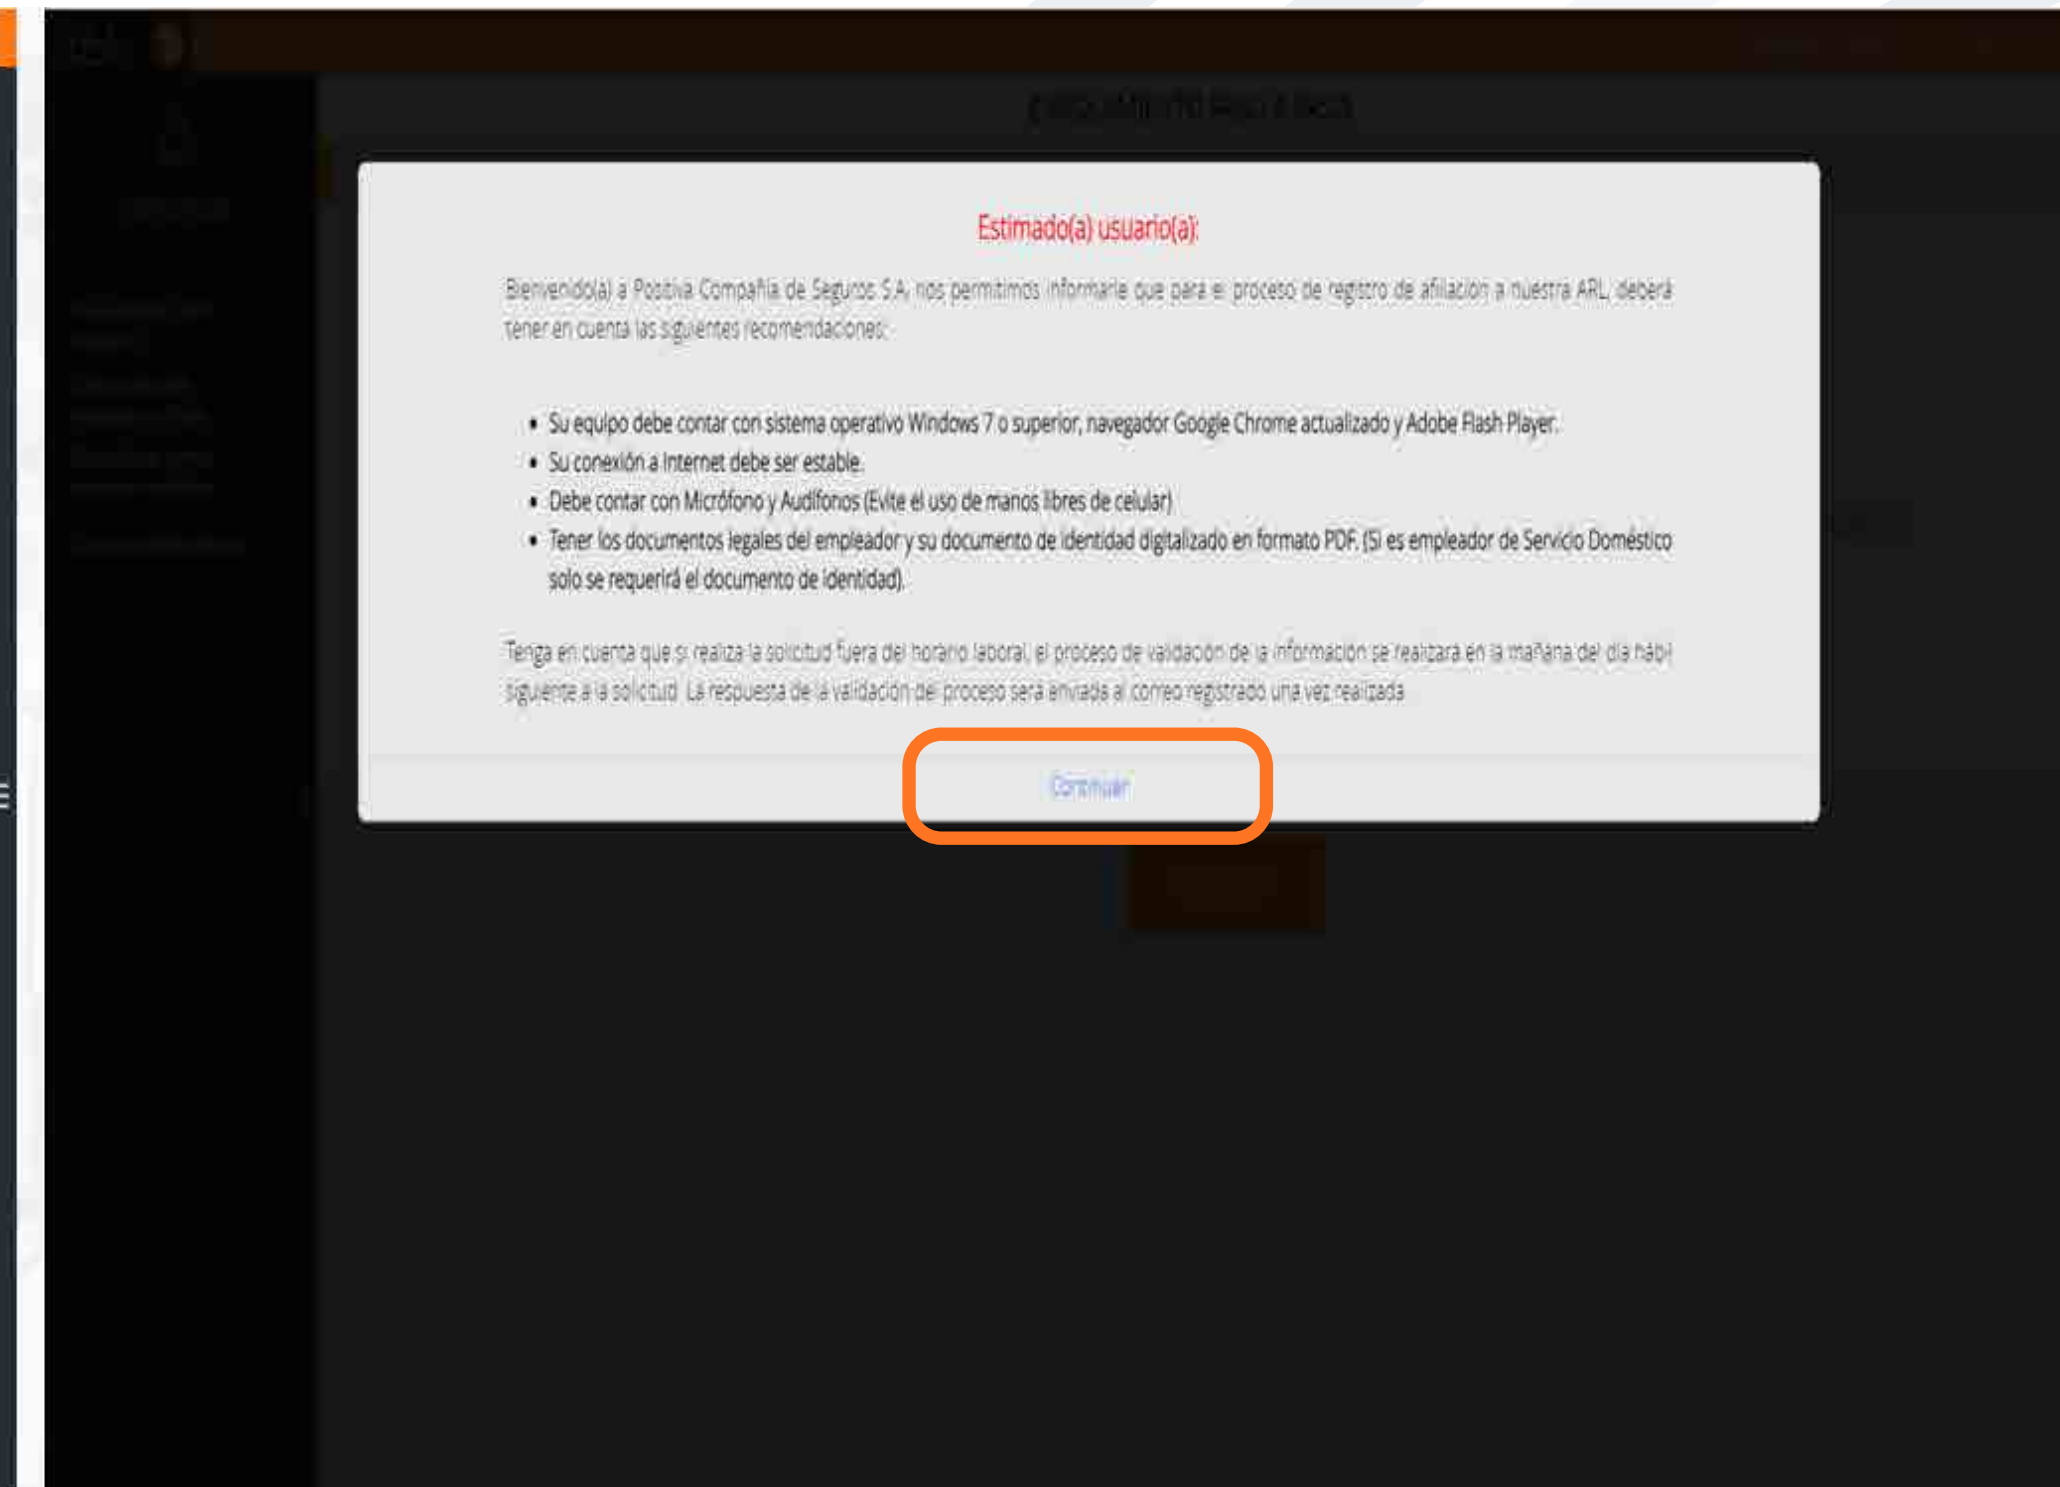 Estimado(a) usuario(a):
Bienvenido(a) a Positiva Compañía de Seguros S.A, nos permitimos informarle que para el proceso de registro de afiliación a nuestra ARL, deberá
tener en cuenta las siguientes recomendaciones:
• Su equipo debe contar con sistema operativo Windows 7 o superior, navegador Google Chrome actualizado y Adobe Flash Player.
• Su conexión a Internet debe ser estable.
• Debe contar con Micrófono y Audífonos (Evite el uso de manos libres de celular)
• Tener los documentos legales del empleador y su documento de identidad digitalizado en formato PDF. (Si es empleador de Servicio Doméstico
solo se requerirá el documento de identidad).
Tenga en cuenta que si realiza la solicitud fuera del horario laboral, el proceso de validación de la información se realizará en la mañana del día hábil
siguiente a la solicitud. La respuesta de la validación del proceso será enviada al correo registrado una vez realizada
Continuar